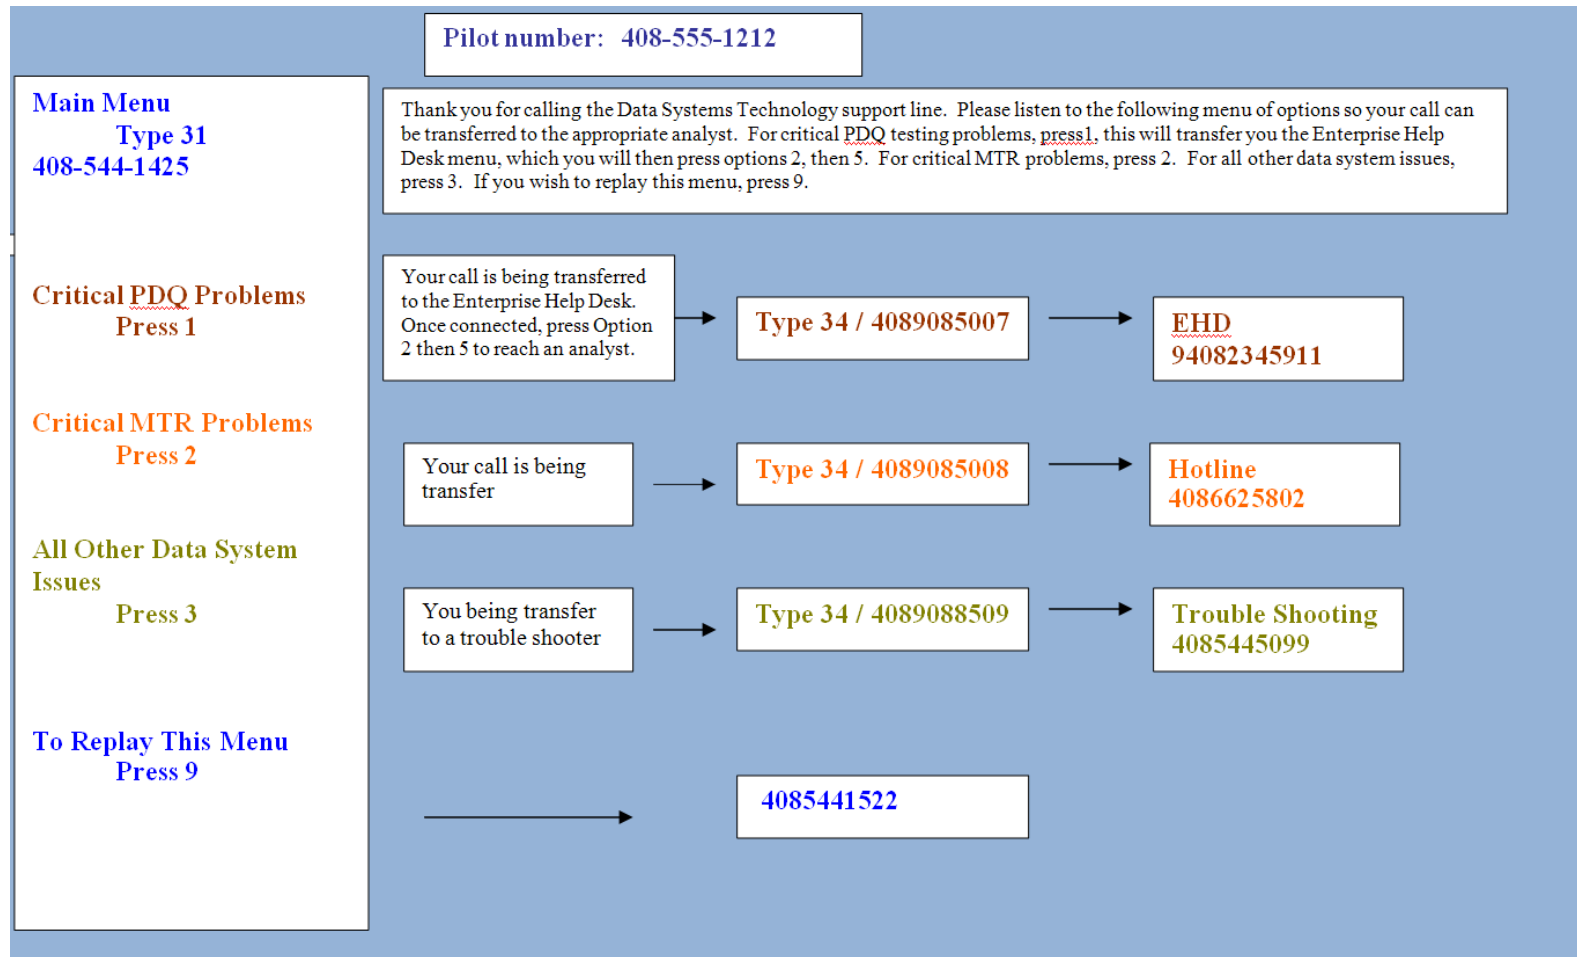 Pilot number: 408-555-1212
Main Menu
Type 31
408-544-1425
Thank you for calling the Data Systems Technology support line. Please listen to the following menu of options so your call can
be transferred to the appropriate analyst. For critical PDQ testing problems, press1, this will transfer you the Enterprise Help
Desk menu, which you will then press options 2, then 5. For critical MTR problems, press 2. For all other data system issues,
press 3. If you wish to replay this menu, press 9.
Critical PDQ Problems
Press 1
Your call is being transferred
to the Enterprise Help Desk.
Once connected, press Option
2 then 5 to reach an analyst.
Type 34 / 4089085007
EHD
94082345911
Critical MTR Problems
Press 2
Your call is being
transfer
Type 34 / 4089085008
Hotline
4086625802
All Other Data System
Issues
Press 3
You being transfer
to a trouble shooter
Type 34 / 4089088509
Trouble Shooting
4085445099
To Replay This Menu
Press 9
4085441522